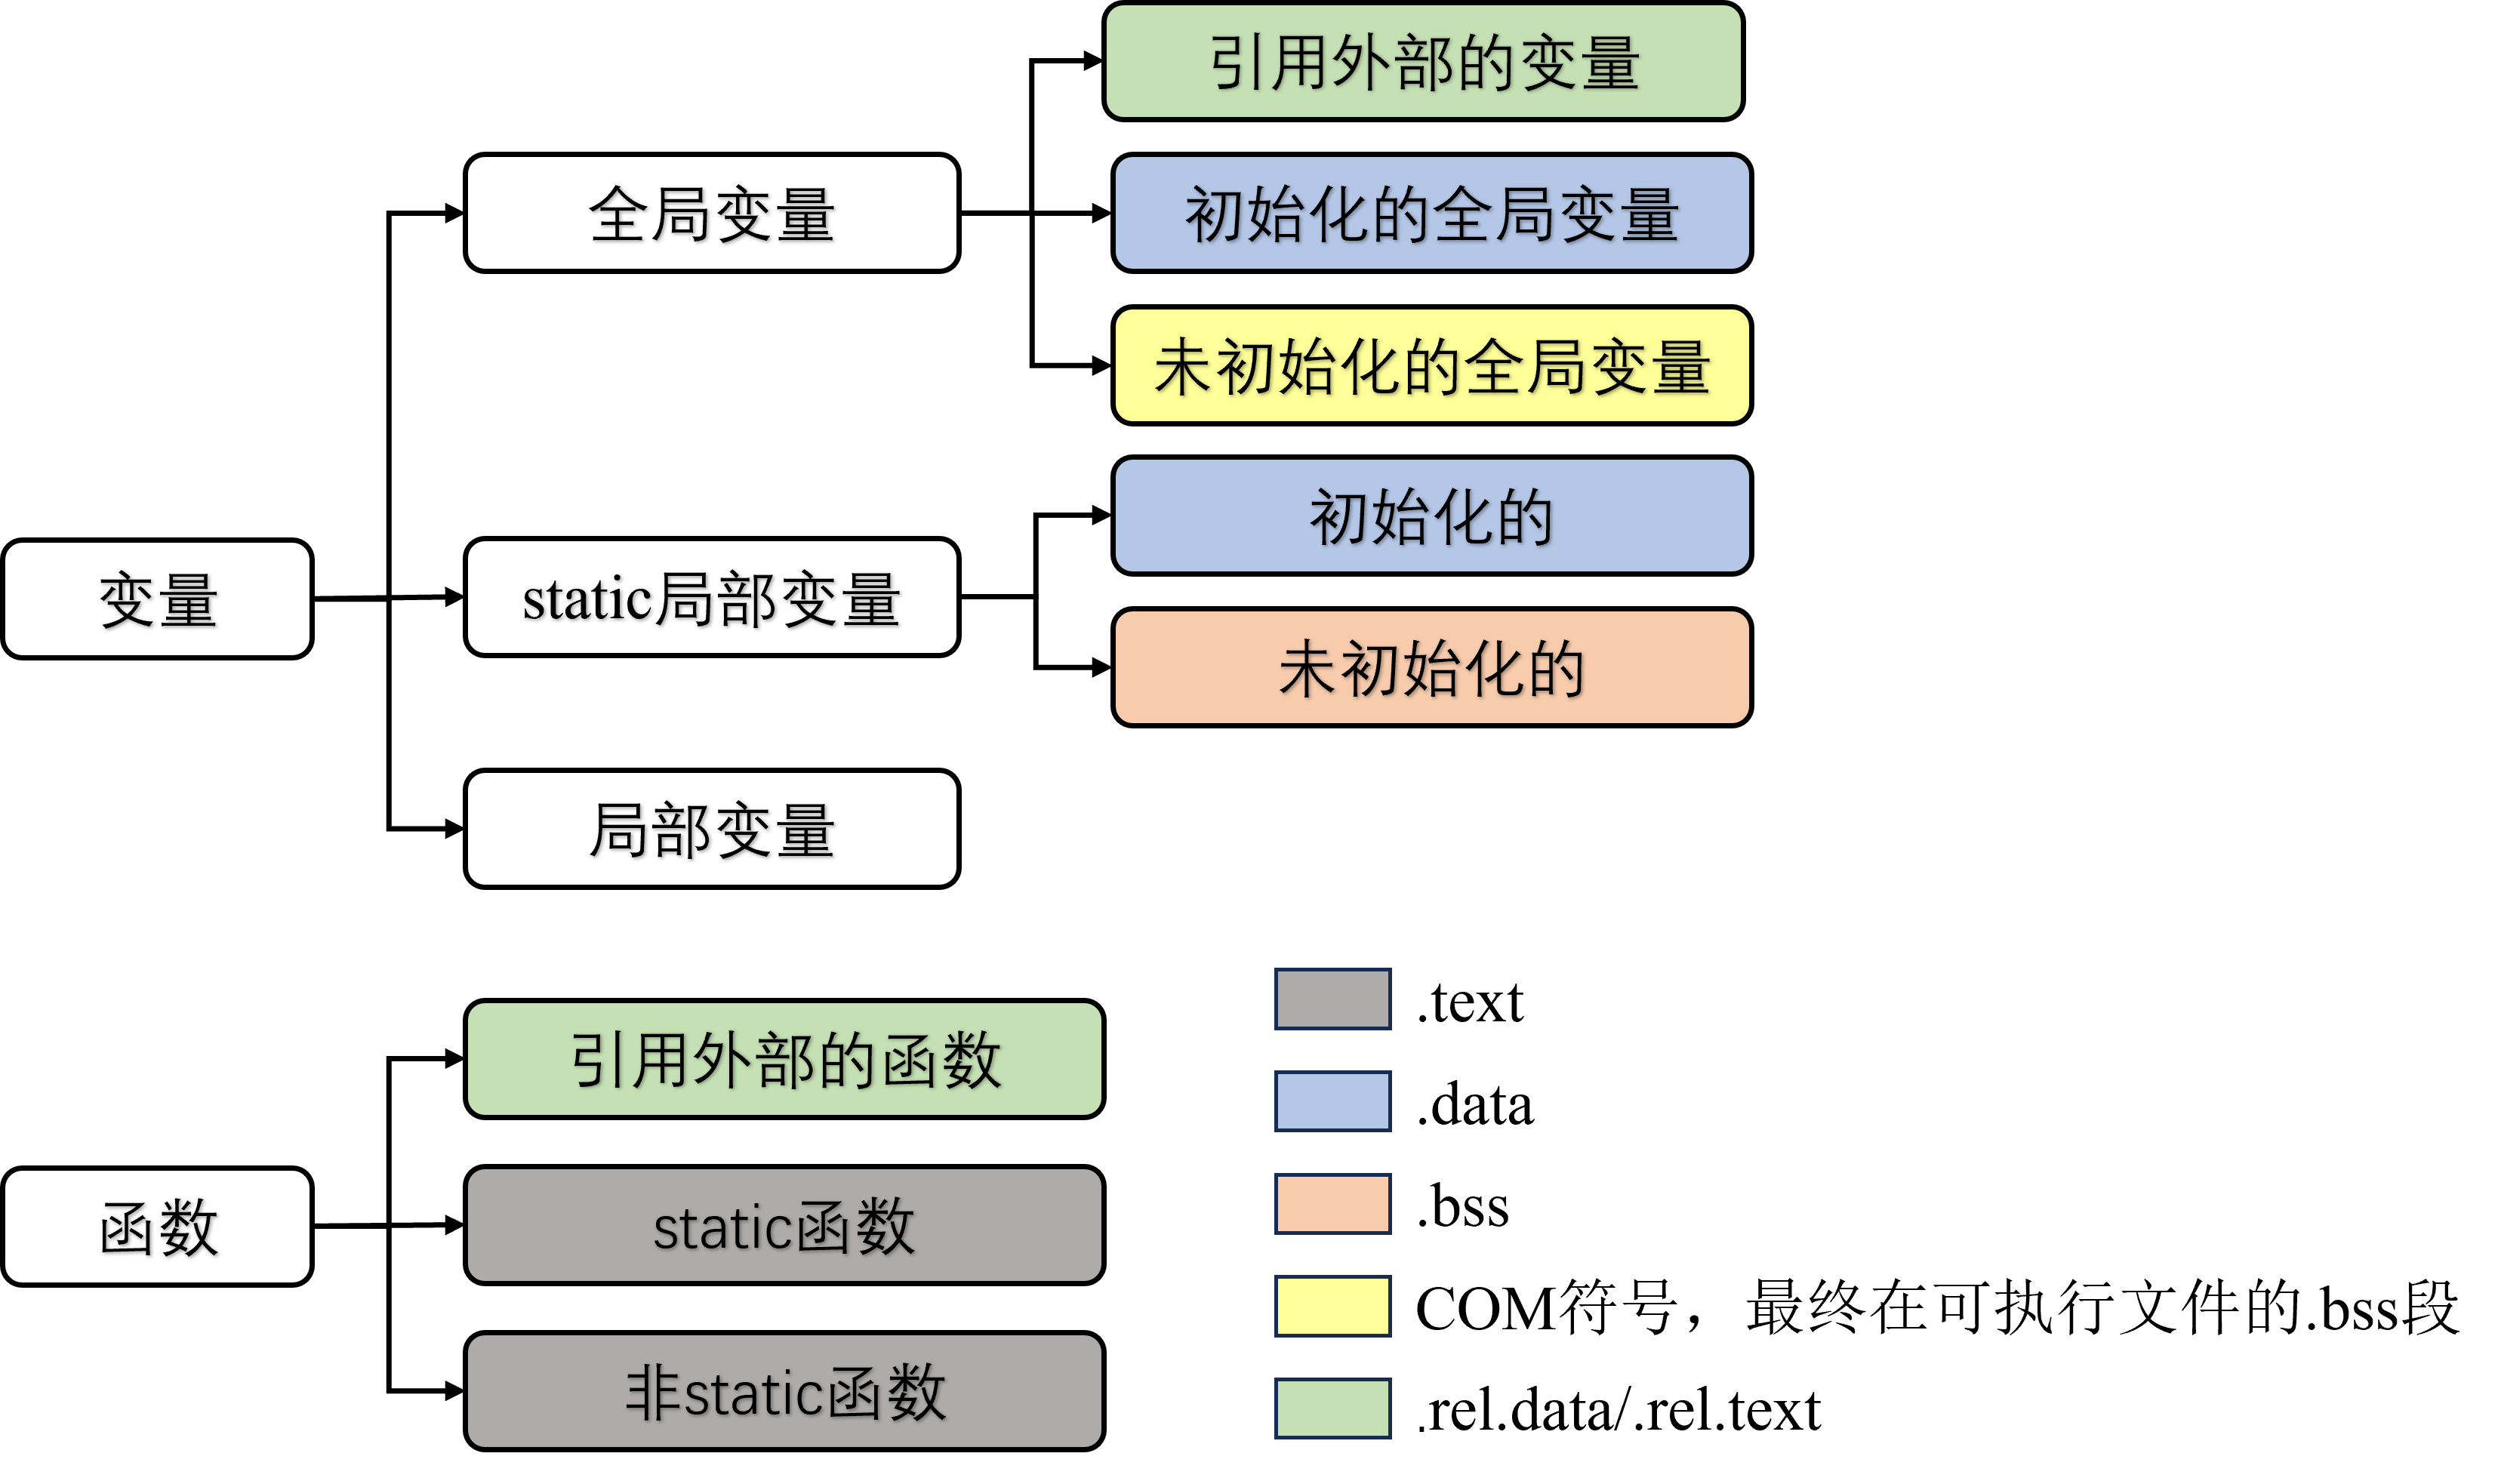 引用外部的变量
全局变量
初始化的全局变量
未初始化的全局变量
变量
static局部变量
初始化的
未初始化的
局部变量
函数
引用外部的函数
static函数
非static函数
.text
.data
.bss
COM符号，最终在可执行文件的.bss段
.rel.data/.rel.text